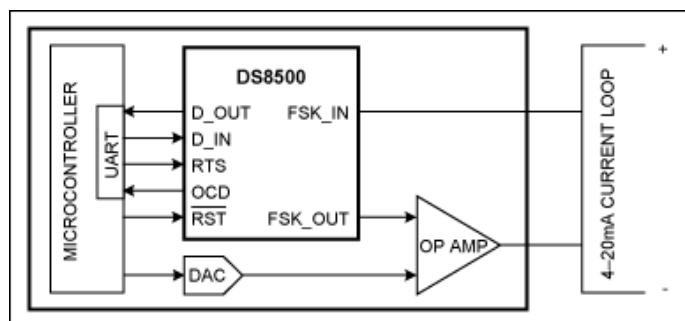 MICROCONTROLLER
UART
DS8500
D_OUT FSK_IN
D_IN
RTS
OCD
RST FSK_OUT
DAC
OP AMP
4–20mA CURRENT LOOP
+
-